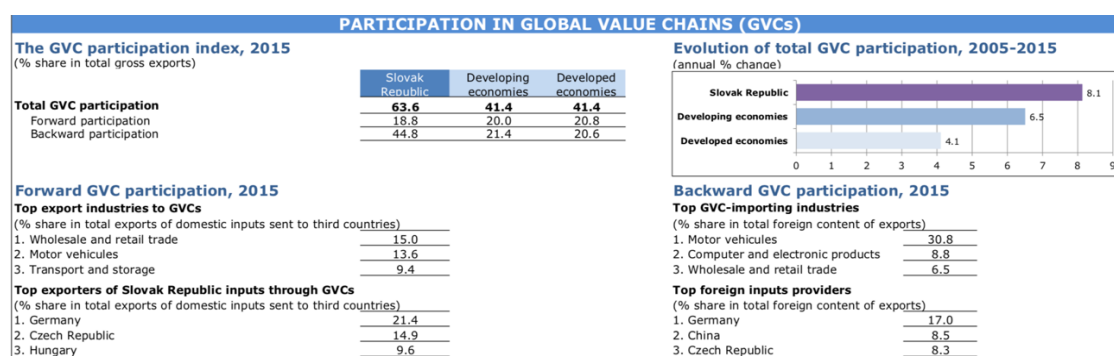 PARTICIPATION IN GLOBAL VALUE CHAINS (GVCs)
The GVC participation index, 2015
(% share in total gross exports)
Slovak Republic Developing economies Developed economies
Total GVC participation 63.6 41.4 41.4
Forward participation 18.8 20.0 20.8
Backward participation 44.8 21.4 20.6
Evolution of total GVC participation, 2005-2015
(annual % change)
Slovak Republic 8.1
Developing economies 6.5
Developed economies 4.1
0 1 2 3 4 5 6 7 8 9
Forward GVC participation, 2015
Top export industries to GVCs
(% share in total exports of domestic inputs sent to third countries)
1. Wholesale and retail trade 15.0
2. Motor vehicules 13.6
3. Transport and storage 9.4
Top exporters of Slovak Republic inputs through GVCs
(% share in total exports of domestic inputs sent to third countries)
1. Germany 21.4
2. Czech Republic 14.9
3. Hungary 9.6
Backward GVC participation, 2015
Top GVC-importing industries
(% share in total foreign content of exports)
1. Motor vehicules 30.8
2. Computer and electronic products 8.8
3. Wholesale and retail trade 6.5
Top foreign inputs providers
(% share in total foreign content of exports)
1. Germany 17.0
2. China 8.5
3. Czech Republic 8.3